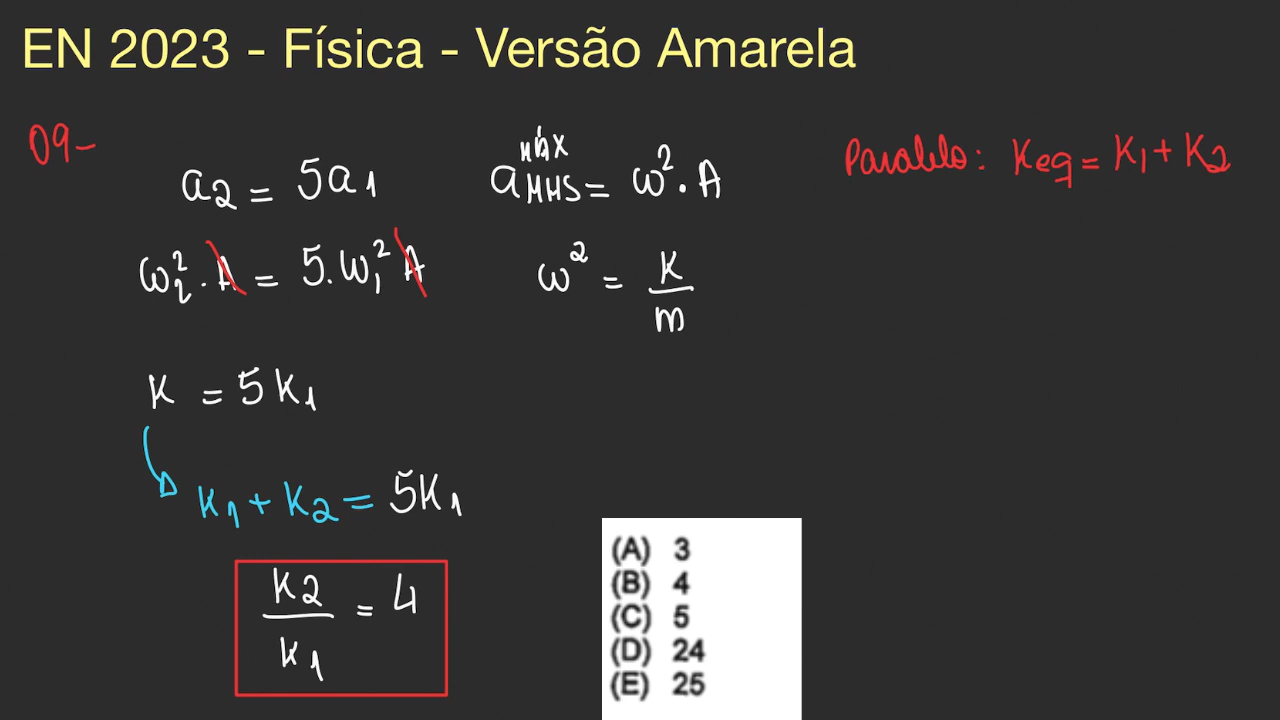 EN 2023 - Física - Versão Amarela
09-
a₂ = 5a₁
a máx MHS = ω² . A
Paralelo: Keq = K₁ + K₂
ω₂² . A = 5 . ω₁² A
ω² = K/m
K = 5K₁
K₁ + K₂ = 5K₁
K₂/K₁ = 4
(A) 3
(B) 4
(C) 5
(D) 24
(E) 25